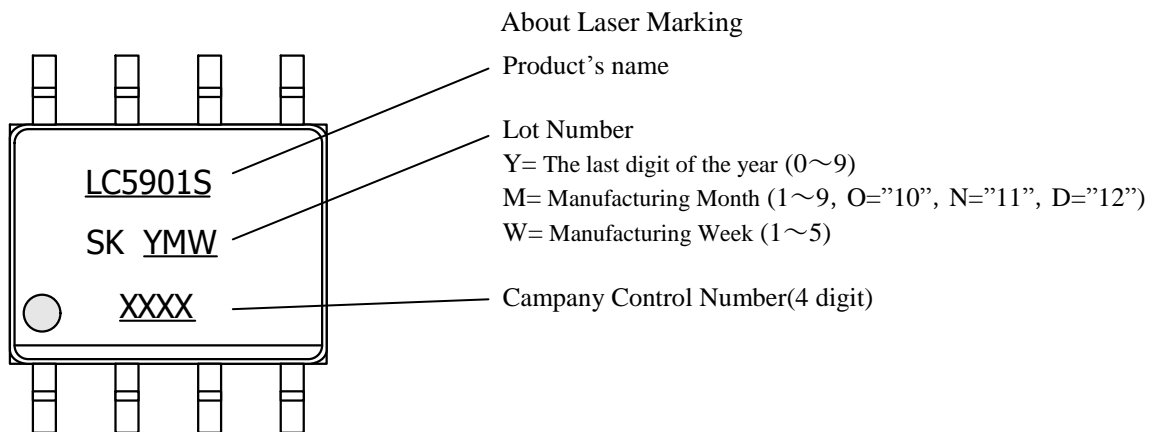 About Laser Marking
Product’s name
Lot Number
Y= The last digit of the year (0～9)
M= Manufacturing Month (1～9, O=”10”, N=”11”, D=”12”)
W= Manufacturing Week (1～5)
Campany Control Number(4 digit)
LC5901S
SK YMW
XXXX